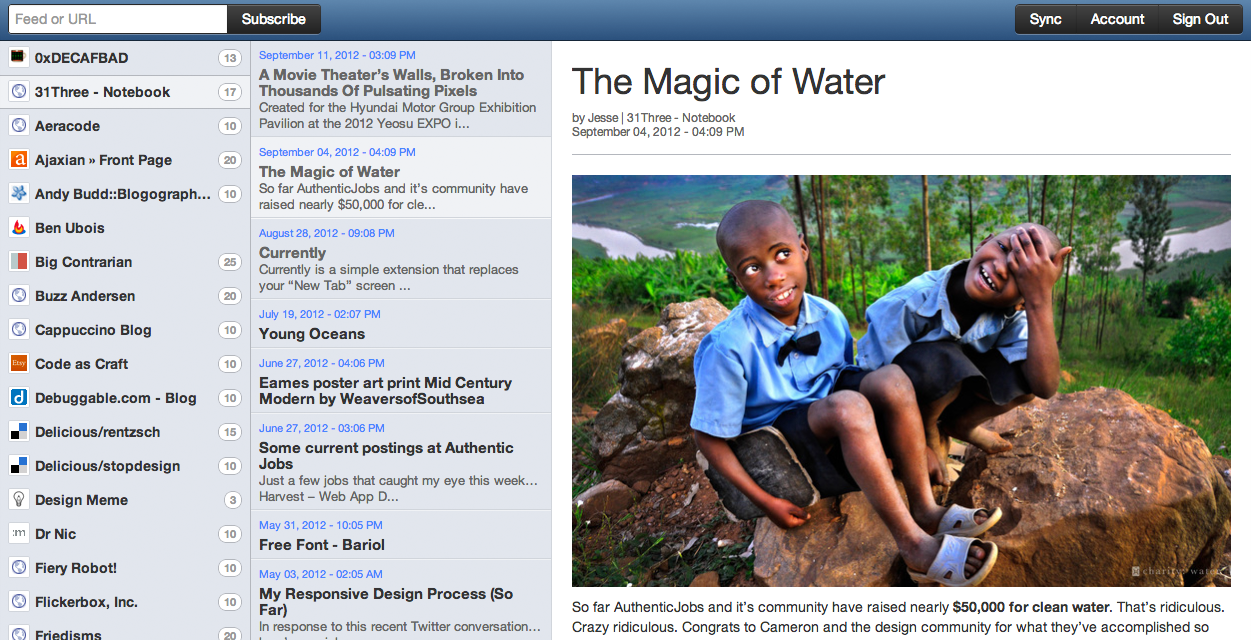 Feed or URL
Subscribe
Sync
Account
Sign Out
0xDECAFBAD
13
31Three - Notebook
17
Aeracode
10
Ajaxian » Front Page
20
Andy Budd::Blogograph...
10
Ben Ubois
Big Contrarian
25
Buzz Andersen
20
Cappuccino Blog
10
Etsy
Code as Craft
10
Debuggable.com - Blog
10
Delicious/rentzsch
15
Delicious/stopdesign
10
Design Meme
3
:m
Dr Nic
10
Fiery Robot!
10
Flickerbox, Inc.
10
Friedisms
20
September 11, 2012 - 03:09 PM
A Movie Theater's Walls, Broken Into
Thousands Of Pulsating Pixels
Created for the Hyundai Motor Group Exhibition
Pavilion at the 2012 Yeosu EXPO i...
September 04, 2012 - 04:09 PM
The Magic of Water
So far AuthenticJobs and it's community have
raised nearly $50,000 for cle...
August 28, 2012 - 09:08 PM
Currently
Currently is a simple extension that replaces
your “New Tab” screen ...
July 19, 2012 - 02:07 PM
Young Oceans
June 27, 2012 - 04:06 PM
Eames poster art print Mid Century
Modern by WeaversofSouthsea
June 27, 2012 - 03:06 PM
Some current postings at Authentic
Jobs
Just a few jobs that caught my eye this week...
Harvest – Web App D...
May 31, 2012 - 10:05 PM
Free Font - Bariol
May 03, 2012 - 02:05 AM
My Responsive Design Process (So
Far)
In response to this recent Twitter conversation...
The Magic of Water
by Jesse | 31Three - Notebook
September 04, 2012 - 04:09 PM
charity: water
So far AuthenticJobs and it's community have raised nearly $50,000 for clean water. That's ridiculous.
Crazy ridiculous. Congrats to Cameron and the design community for what they've accomplished so